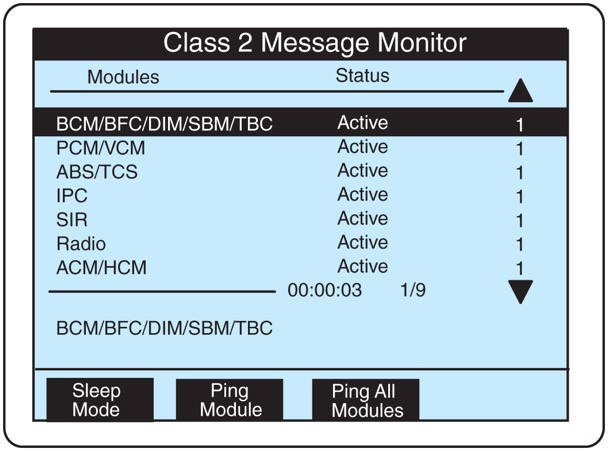 Class 2 Message Monitor
Modules Status
BCM/BFC/DIM/SBM/TBC Active 1
PCM/VCM Active 1
ABS/TCS Active 1
IPC Active 1
SIR Active 1
Radio Active 1
ACM/HCM Active 1
00:00:03 1/9
BCM/BFC/DIM/SBM/TBC
Sleep Mode
Ping Module
Ping All Modules